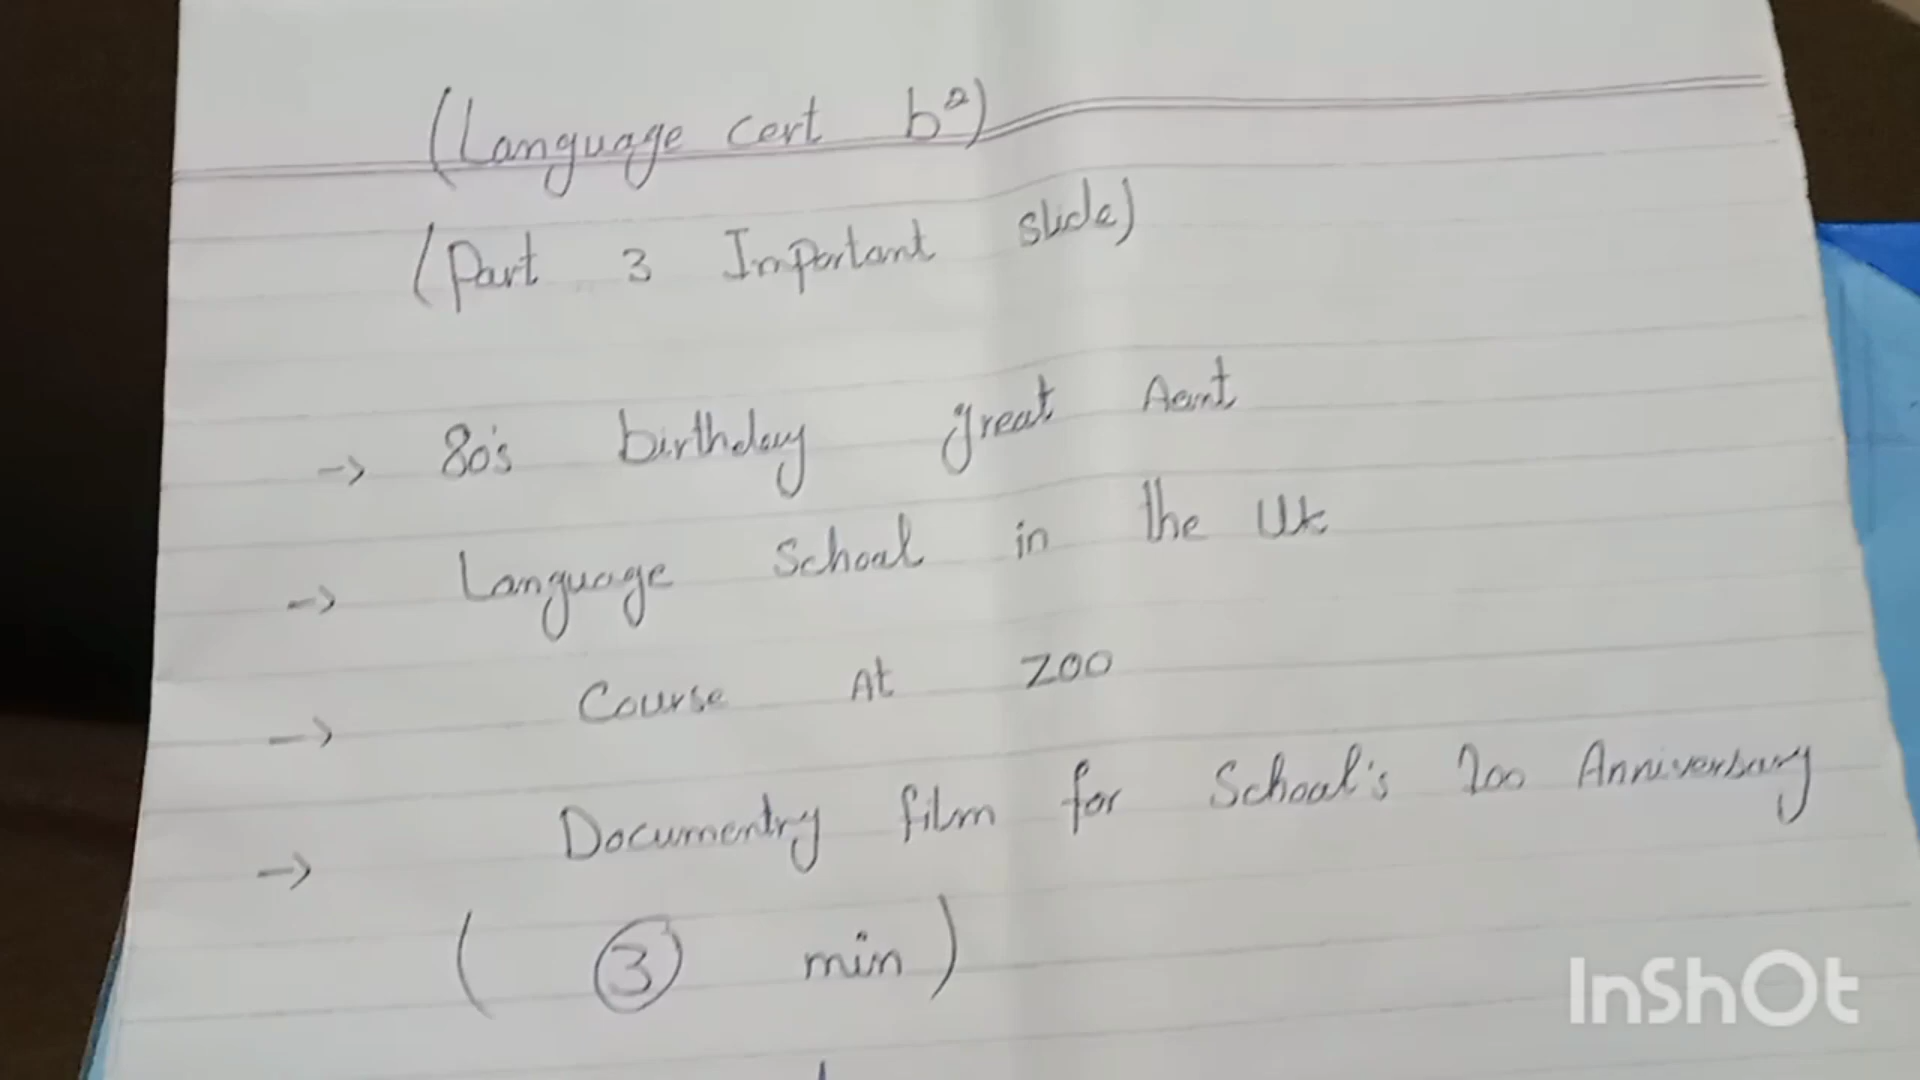 (Language cert b2)
(Part 3 Important slide)
-> 80's birthday great Aent
-> Language School in the Uk
-> Course At zoo
-> Documentry film for School's 200 Anniversary
( 3 min )
InShOt